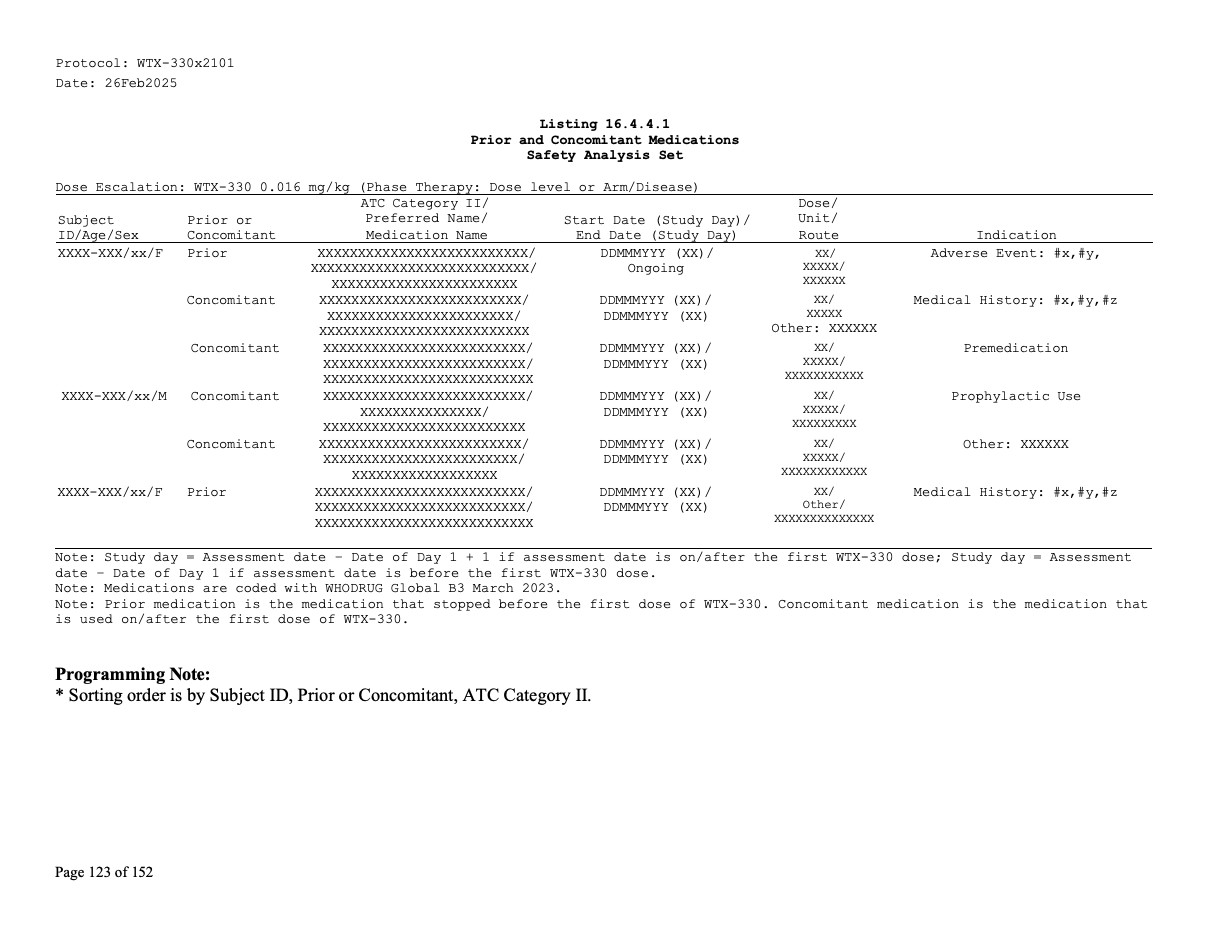 Protocol: WTX-330x2101
Date: 26Feb2025
Listing 16.4.4.1
Prior and Concomitant Medications
Safety Analysis Set
Dose Escalation: WTX-330 0.016 mg/kg (Phase Therapy: Dose level or Arm/Disease)
ATC Category II/ Dose/
Subject Prior or Preferred Name/ Start Date (Study Day)/ Unit/
ID/Age/Sex Concomitant Medication Name End Date (Study Day) Route Indication
XXXX-XXX/xx/F Prior XXXXXXXXXXXXXXXXXXXXXXXXXX/ DDMMMYYY (XX)/ XX/ Adverse Event: #x,#y,
XXXXXXXXXXXXXXXXXXXXXXXXXXX/ Ongoing XXXXX/
XXXXXXXXXXXXXXXXXXXXXXX XXXXXX
Concomitant XXXXXXXXXXXXXXXXXXXXXXXXX/ DDMMMYYY (XX)/ XX/ Medical History: #x,#y,#z
XXXXXXXXXXXXXXXXXXXXXXX/ DDMMMYYY (XX) XXXXX
XXXXXXXXXXXXXXXXXXXXXXXXXX Other: XXXXXX
Concomitant XXXXXXXXXXXXXXXXXXXXXXXXX/ DDMMMYYY (XX)/ XX/ Premedication
XXXXXXXXXXXXXXXXXXXXXXXXX/ DDMMMYYY (XX) XXXXX/
XXXXXXXXXXXXXXXXXXXXXXXXXX XXXXXXXXXXX
XXXX-XXX/xx/M Concomitant XXXXXXXXXXXXXXXXXXXXXXXXX/ DDMMMYYY (XX)/ XX/ Prophylactic Use
XXXXXXXXXXXXXXX/ DDMMMYYY (XX) XXXXX/
XXXXXXXXXXXXXXXXXXXXXXXXX XXXXXXXXX
Concomitant XXXXXXXXXXXXXXXXXXXXXXXXX/ DDMMMYYY (XX)/ XX/ Other: XXXXXX
XXXXXXXXXXXXXXXXXXXXXXXX/ DDMMMYYY (XX) XXXXX/
XXXXXXXXXXXXXXXXXX XXXXXXXXXXXX
XXXX-XXX/xx/F Prior XXXXXXXXXXXXXXXXXXXXXXXXXX/ DDMMMYYY (XX)/ XX/ Medical History: #x,#y,#z
XXXXXXXXXXXXXXXXXXXXXXXXX/ DDMMMYYY (XX) Other/
XXXXXXXXXXXXXXXXXXXXXXXXXXX XXXXXXXXXXXXXX
Note: Study day = Assessment date – Date of Day 1 + 1 if assessment date is on/after the first WTX-330 dose; Study day = Assessment
date – Date of Day 1 if assessment date is before the first WTX-330 dose.
Note: Medications are coded with WHODRUG Global B3 March 2023.
Note: Prior medication is the medication that stopped before the first dose of WTX-330. Concomitant medication is the medication that
is used on/after the first dose of WTX-330.
Programming Note:
* Sorting order is by Subject ID, Prior or Concomitant, ATC Category II.
Page 123 of 152